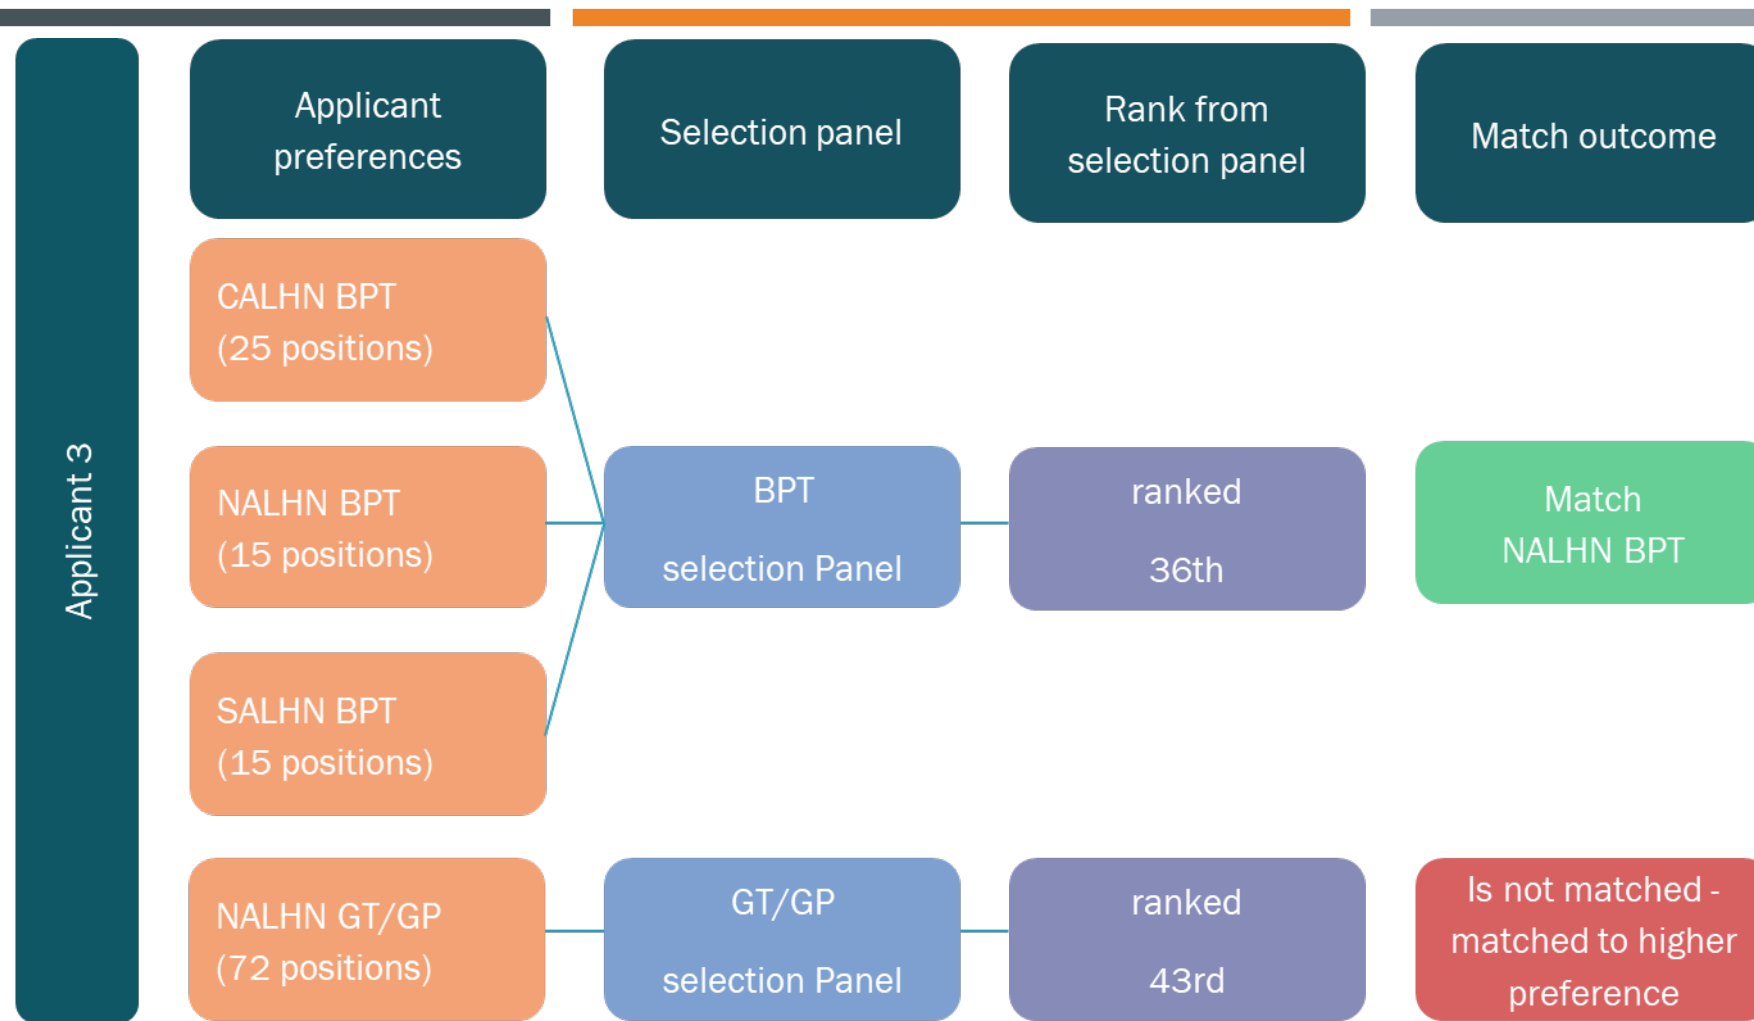 Applicant
preferences
Selection panel
Rank from
selection panel
Match outcome
Applicant 3
CALHN BPT
(25 positions)
NALHN BPT
(15 positions)
BPT
selection Panel
ranked
36th
Match
NALHN BPT
SALHN BPT
(15 positions)
NALHN GT/GP
(72 positions)
GT/GP
selection Panel
ranked
43rd
Is not matched -
matched to higher
preference